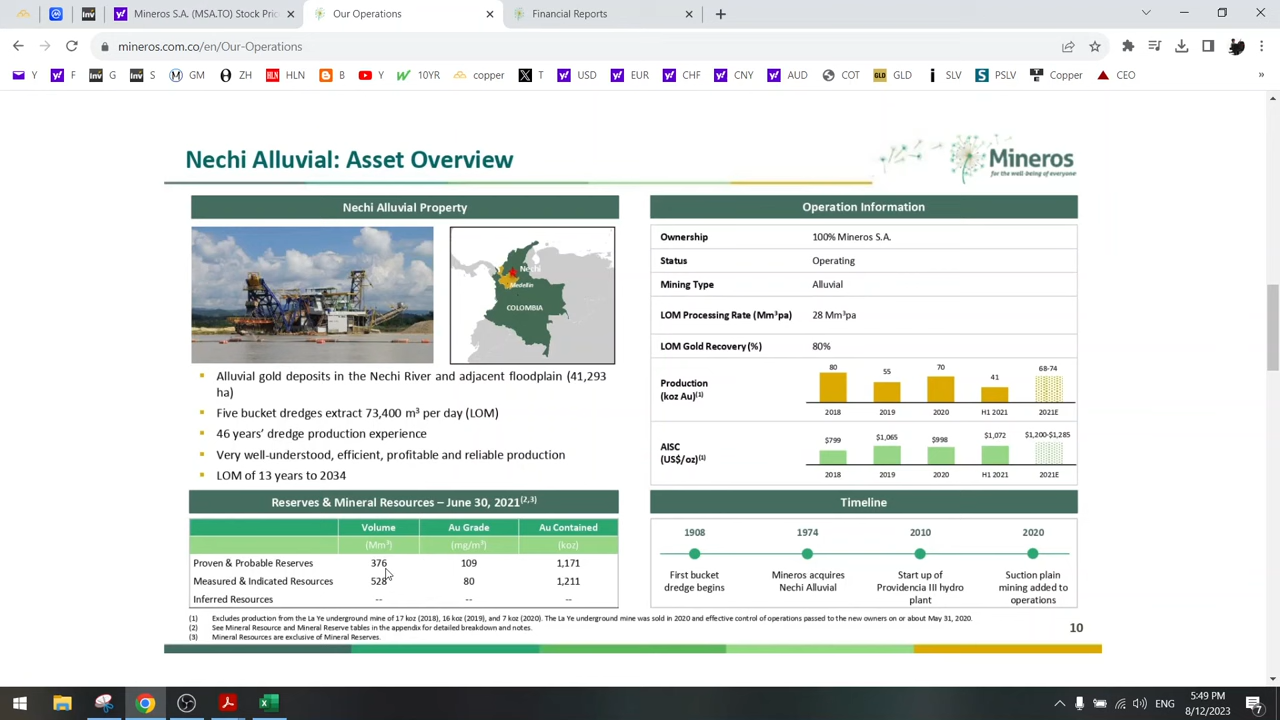 Mineros S.A. (MSA.TO) Stock Pric
Our Operations
Financial Reports
mineros.com.co/en/Our-Operations
Y F G S GM ZH HLN B Y 10YR copper T USD EUR CHF CNY AUD COT GLD SLV PSLV Copper CEO »
Nechi Alluvial: Asset Overview
Mineros
for the well-being of everyone
Nechi Alluvial Property
Nechi
Medellin
COLOMBIA
Alluvial gold deposits in the Nechi River and adjacent floodplain (41,293
ha)
Five bucket dredges extract 73,400 m³ per day (LOM)
46 years' dredge production experience
Very well-understood, efficient, profitable and reliable production
LOM of 13 years to 2034
Reserves & Mineral Resources – June 30, 2021(2,3)
Volume Au Grade Au Contained
(Mm³) (mg/m³) (koz)
Proven & Probable Reserves 376 109 1,171
Measured & Indicated Resources 528 80 1,211
Inferred Resources -- -- --
Operation Information
Ownership 100% Mineros S.A.
Status Operating
Mining Type Alluvial
LOM Processing Rate (Mm³pa) 28 Mm³pa
LOM Gold Recovery (%) 80%
Production
(koz Au)(1)
80 55 70 41 68-74
2018 2019 2020 H1 2021 2021E
AISC
(US$/oz)(1)
$799 $1,065 $998 $1,072 $1,200-$1,285
2018 2019 2020 H1 2021 2021E
Timeline
1908 1974 2010 2020
First bucket
dredge begins
Mineros acquires
Nechi Alluvial
Start up of
Providencia III hydro
plant
Suction plain
mining added to
operations
(1) Excludes production from the La Ye underground mine of 17 koz (2018), 16 koz (2019), and 7 koz (2020). The La Ye underground mine was sold in 2020 and effective control of operations passed to the new owners on or about May 31, 2020.
(2) See Mineral Resource and Mineral Reserve tables in the appendix for detailed breakdown and notes.
(3) Mineral Resources are exclusive of Mineral Reserves.
10
ENG
5:49 PM
8/12/2023
7